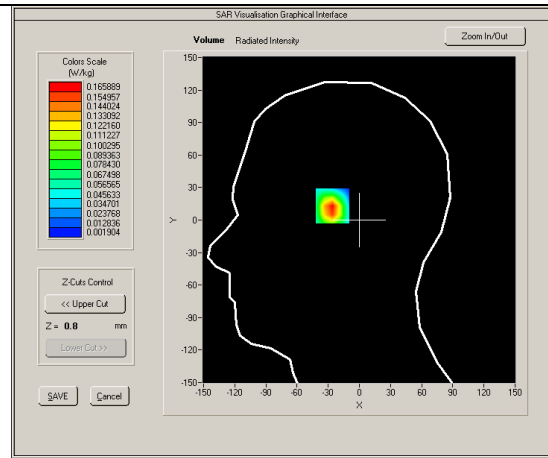 SAR Visualisation Graphical Interface
Volume Radiated Intensity
Zoom In/Out
Colors Scale
(W/kg)
0.165889
0.154957
0.144024
0.133092
0.122160
0.111227
0.100295
0.089363
0.078430
0.067498
0.056565
0.045633
0.034701
0.023768
0.012836
0.001904
Z-Cuts Control
<< Upper Cut
Z = 0.8 mm
Lower Cut >>
SAVE Cancel
150
120
90
60
30
0
-30
-60
-90
-120
-150
Y
-150 -120 -90 -60 -30 0 30 60 90 120 150
X